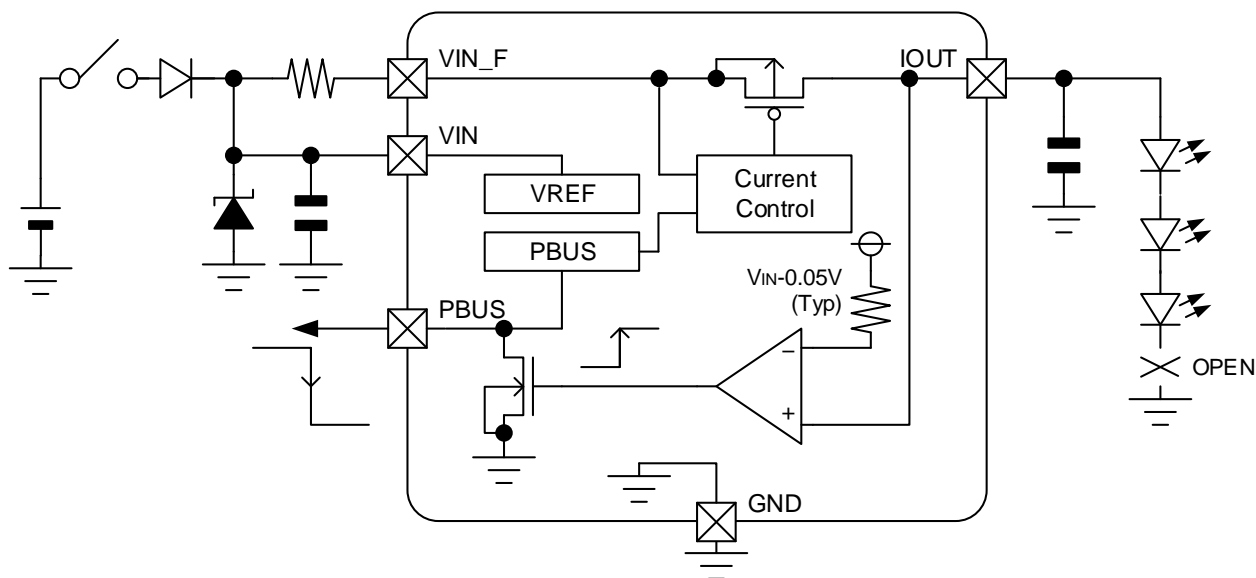 VIN_F
IOUT
VIN
VREF
Current
Control
PBUS
VIN-0.05V
(Typ)
PBUS
−
+
OPEN
GND